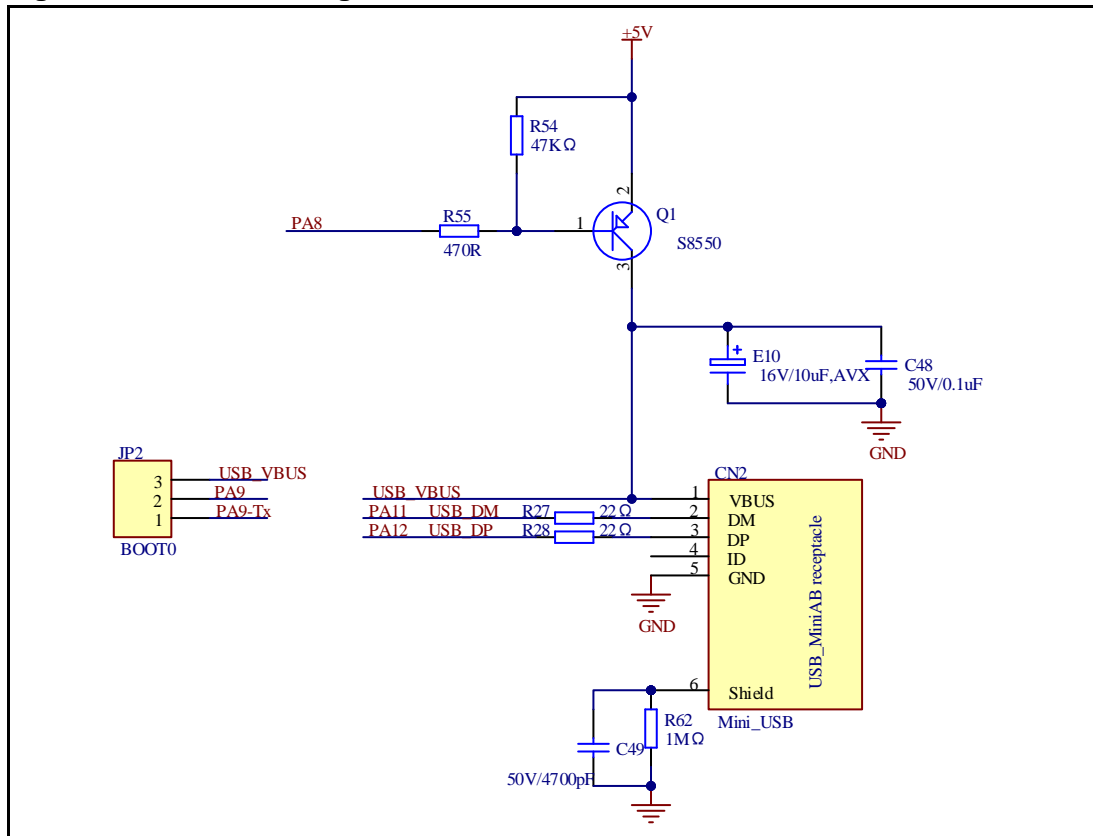 +5V
R54
47KΩ
2
Q1
PA8
R55
1
470R
S8550
3
E10
16V/10uF,AVX
C48
50V/0.1uF
GND
JP2
3 USB_VBUS
2 PA9
1 PA9-Tx
BOOT0
CN2
USB_VBUS 1 VBUS
PA11 USB_DM R27 22Ω 2 DM
PA12 USB_DP R28 22Ω 3 DP
4 ID
5 GND
GND
USB_MiniAB receptacle
6 Shield
Mini_USB
R62
1MΩ
C49
50V/4700pF